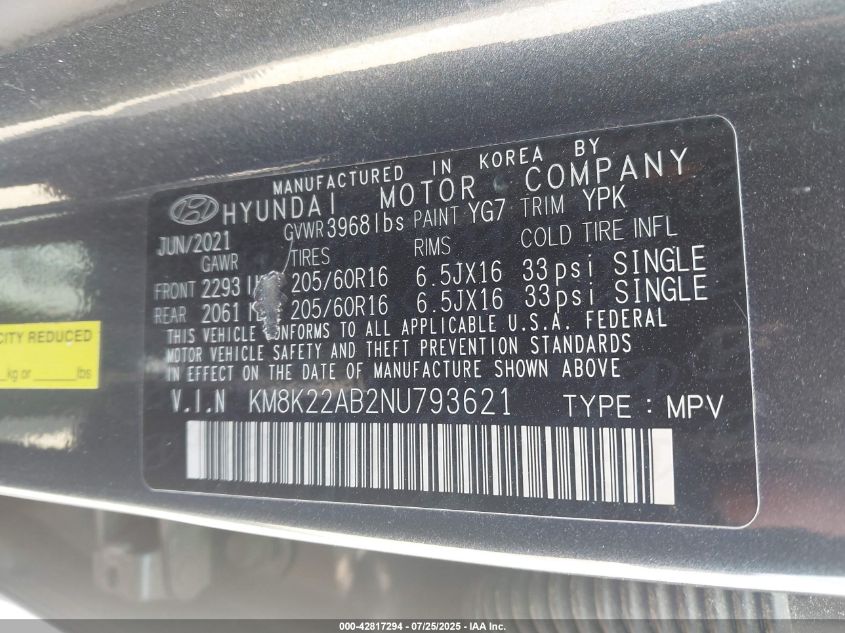 MANUFACTURED IN KOREA BY
HYUNDAI MOTOR COMPANY
JUN/2021 GVWR 3968lbs PAINT YG7 TRIM YPK
GAWR TIRES RIMS COLD TIRE INFL
FRONT 2293 205/60R16 6.5JX16 33psi SINGLE
REAR 2061 205/60R16 6.5JX16 33psi SINGLE
THIS VEHICLE CONFORMS TO ALL APPLICABLE U.S.A. FEDERAL
MOTOR VEHICLE SAFETY AND THEFT PREVENTION STANDARDS
IN EFFECT ON THE DATE OF MANUFACTURE SHOWN ABOVE
V.I.N KM8K22AB2NU793621 TYPE : MPV
CITY REDUCED
kg or ______lbs
000-42817294 - 07/25/2025 - IAA Inc.